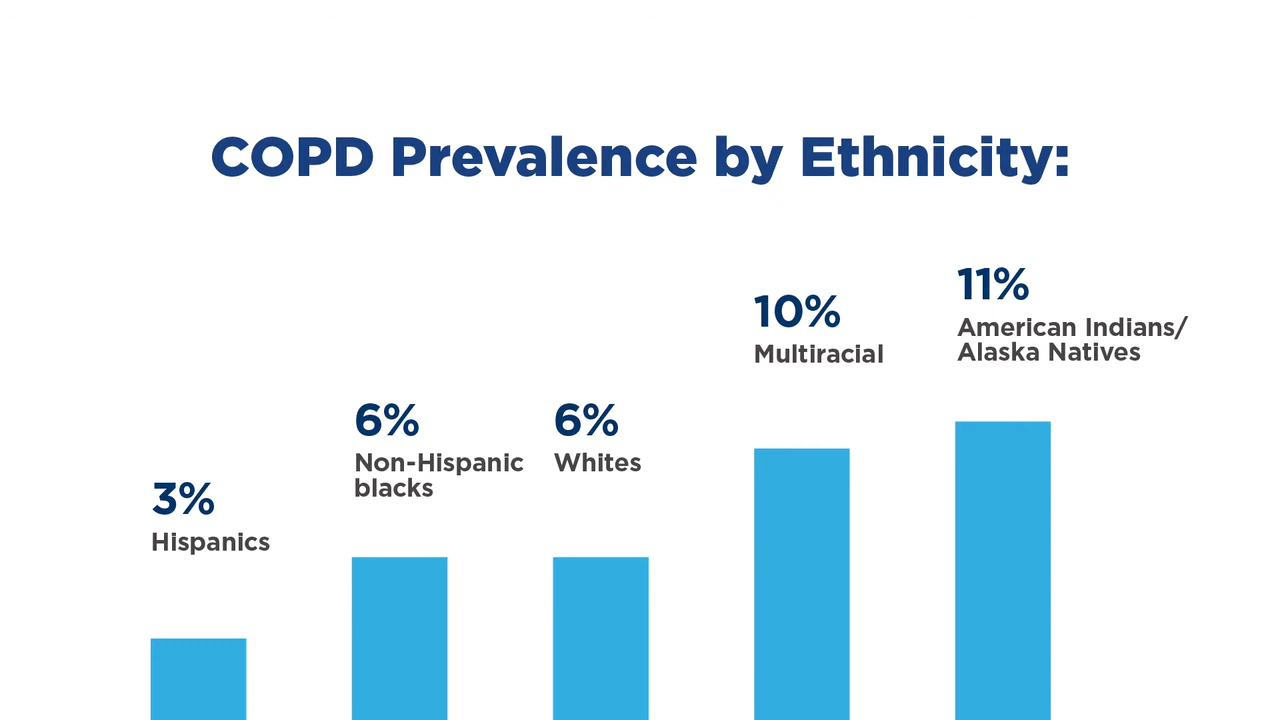 COPD Prevalence by Ethnicity:
3%
Hispanics
6%
Non-Hispanic
blacks
6%
Whites
10%
Multiracial
11%
American Indians/
Alaska Natives